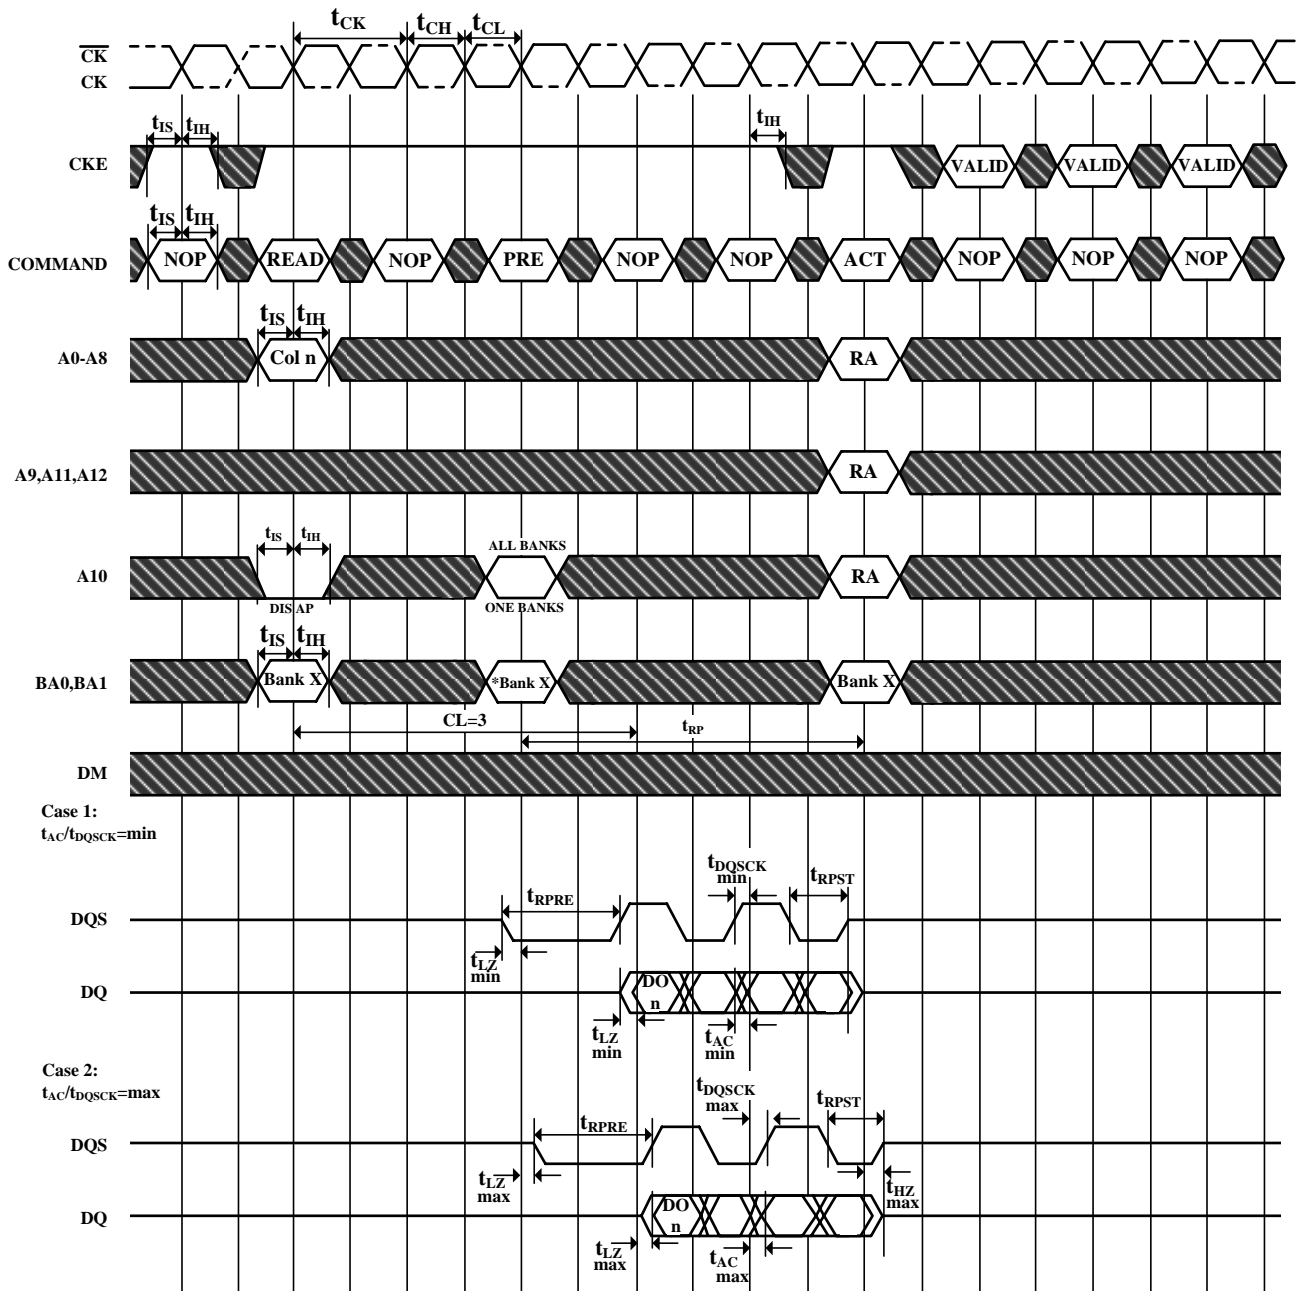 tCK tCH tCL
CK
CK
tIS tIH tIH
CKE VALID VALID VALID
tIS tIH
COMMAND NOP READ NOP PRE NOP NOP ACT NOP NOP NOP
tIS tIH
A0-A8 Col n RA
A9,A11,A12 RA
tIS tIH ALL BANKS
A10 RA
DIS AP ONE BANKS
tIS tIH
BA0,BA1 Bank X *Bank X Bank X
CL=3 tRP
DM
Case 1:
tAC/tDQSCK=min
tDQSCK min tRPST
tRPRE
DQS
tLZ min
DQ DO n
tLZ min tAC min
Case 2:
tAC/tDQSCK=max
tDQSCK max tRPST
tRPRE
DQS
tLZ max tHZ max
DQ DO n
tLZ max tAC max